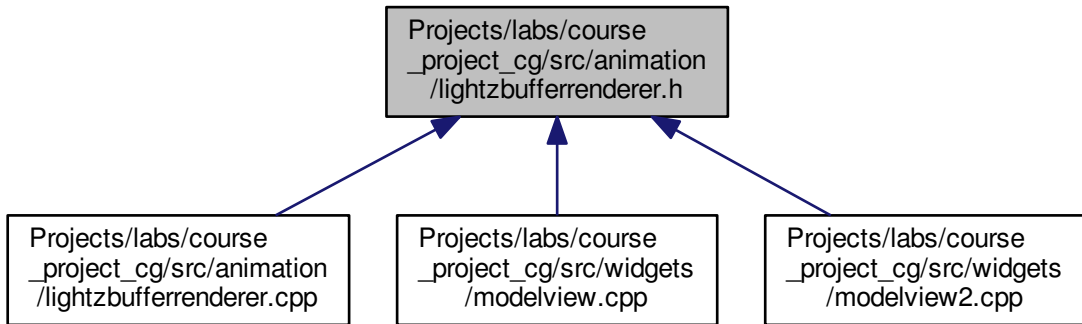 Projects/labs/course
_project_cg/src/animation
/lightzbufferrenderer.h
Projects/labs/course
_project_cg/src/animation
/lightzbufferrenderer.cpp
Projects/labs/course
_project_cg/src/widgets
/modelview.cpp
Projects/labs/course
_project_cg/src/widgets
/modelview2.cpp